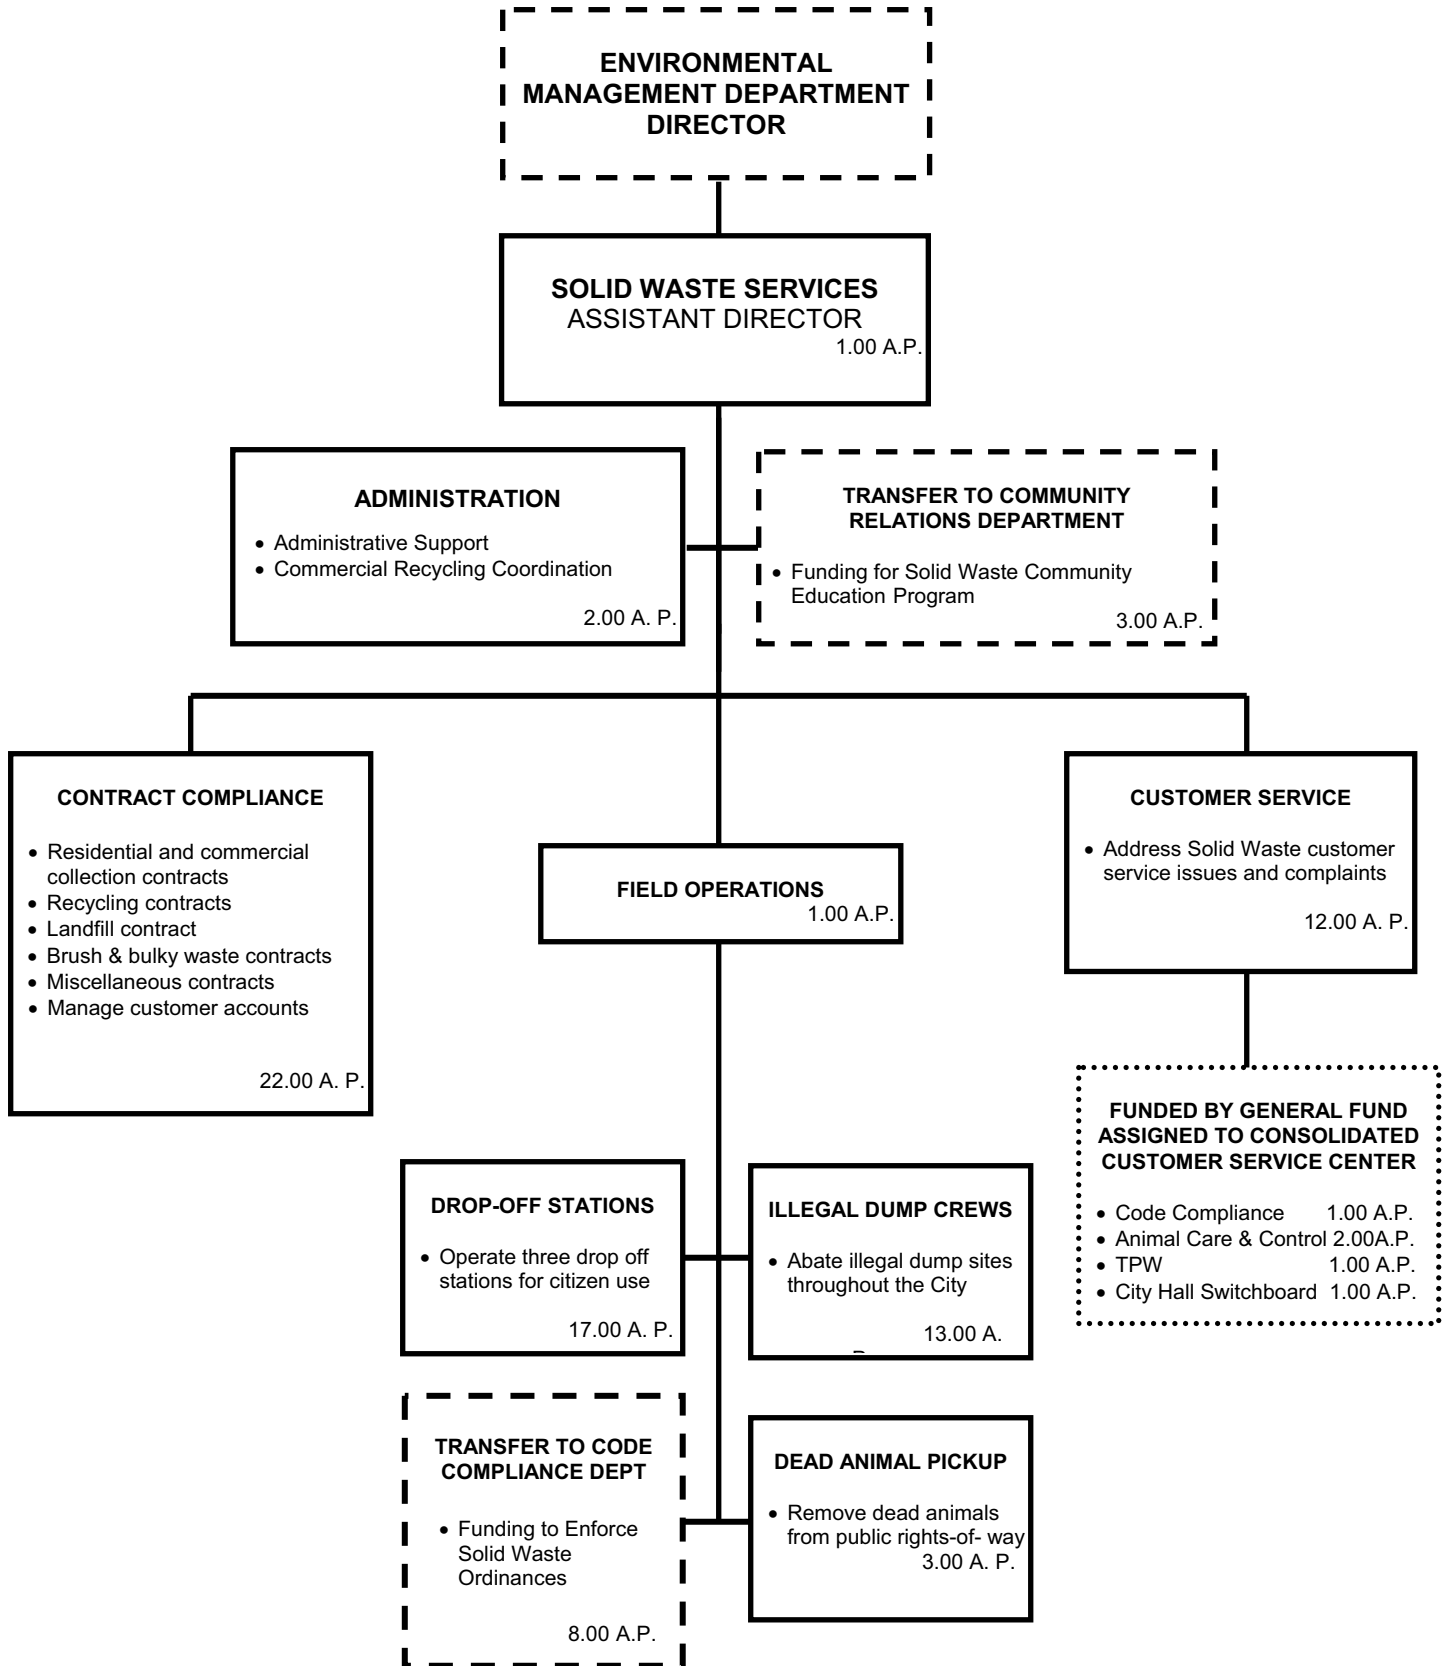 ENVIRONMENTAL
MANAGEMENT DEPARTMENT
DIRECTOR
SOLID WASTE SERVICES
ASSISTANT DIRECTOR
1.00 A.P.
ADMINISTRATION
• Administrative Support
• Commercial Recycling Coordination
2.00 A. P.
TRANSFER TO COMMUNITY
RELATIONS DEPARTMENT
• Funding for Solid Waste Community
Education Program
3.00 A.P.
CONTRACT COMPLIANCE
• Residential and commercial
collection contracts
• Recycling contracts
• Landfill contract
• Brush & bulky waste contracts
• Miscellaneous contracts
• Manage customer accounts
22.00 A. P.
FIELD OPERATIONS
1.00 A.P.
CUSTOMER SERVICE
• Address Solid Waste customer
service issues and complaints
12.00 A. P.
FUNDED BY GENERAL FUND
ASSIGNED TO CONSOLIDATED
CUSTOMER SERVICE CENTER
• Code Compliance 1.00 A.P.
• Animal Care & Control 2.00A.P.
• TPW 1.00 A.P.
• City Hall Switchboard 1.00 A.P.
DROP-OFF STATIONS
• Operate three drop off
stations for citizen use
17.00 A. P.
ILLEGAL DUMP CREWS
• Abate illegal dump sites
throughout the City
13.00 A.
TRANSFER TO CODE
COMPLIANCE DEPT
• Funding to Enforce
Solid Waste
Ordinances
8.00 A.P.
DEAD ANIMAL PICKUP
• Remove dead animals
from public rights-of- way
3.00 A. P.